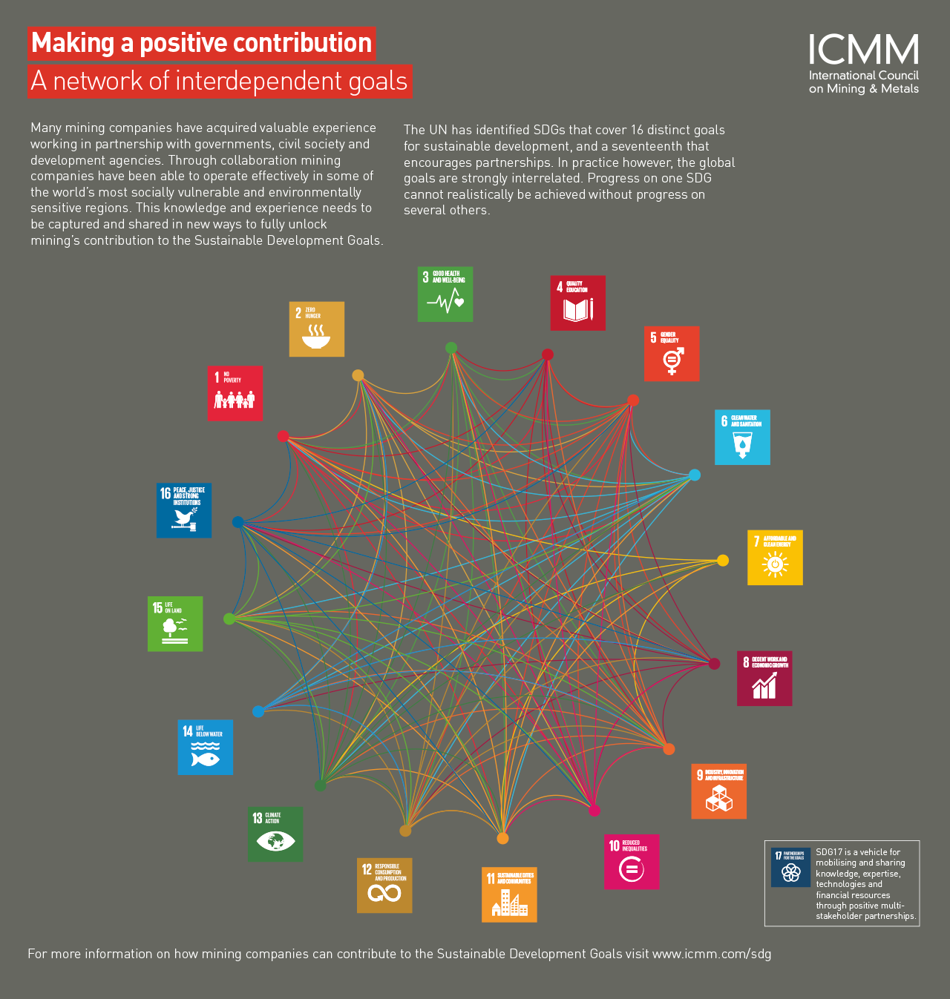 Making a positive contribution
A network of interdependent goals
ICMM
International Council
on Mining & Metals
Many mining companies have acquired valuable experience
working in partnership with governments, civil society and
development agencies. Through collaboration mining
companies have been able to operate effectively in some of
the world's most socially vulnerable and environmentally
sensitive regions. This knowledge and experience needs to
be captured and shared in new ways to fully unlock
mining's contribution to the Sustainable Development Goals.
The UN has identified SDGs that cover 16 distinct goals
for sustainable development, and a seventeenth that
encourages partnerships. In practice however, the global
goals are strongly interrelated. Progress on one SDG
cannot realistically be achieved without progress on
several others.
3 GOOD HEALTH
AND WELL-BEING
4 QUALITY
EDUCATION
2 ZERO
HUNGER
5 GENDER
EQUALITY
1 NO
POVERTY
6 CLEAN WATER
AND SANITATION
16 PEACE, JUSTICE
AND STRONG
INSTITUTIONS
7 AFFORDABLE AND
CLEAN ENERGY
15 LIFE
ON LAND
8 DECENT WORK AND
ECONOMIC GROWTH
14 LIFE
BELOW WATER
9 INDUSTRY, INNOVATION
AND INFRASTRUCTURE
13 CLIMATE
ACTION
10 REDUCED
INEQUALITIES
12 RESPONSIBLE
CONSUMPTION
AND PRODUCTION
11 SUSTAINABLE CITIES
AND COMMUNITIES
17 PARTNERSHIPS
FOR THE GOALS
SDG17 is a vehicle for
mobilising and sharing
knowledge, expertise,
technologies and
financial resources
through positive multi-
stakeholder partnerships.
For more information on how mining companies can contribute to the Sustainable Development Goals visit www.icmm.com/sdg